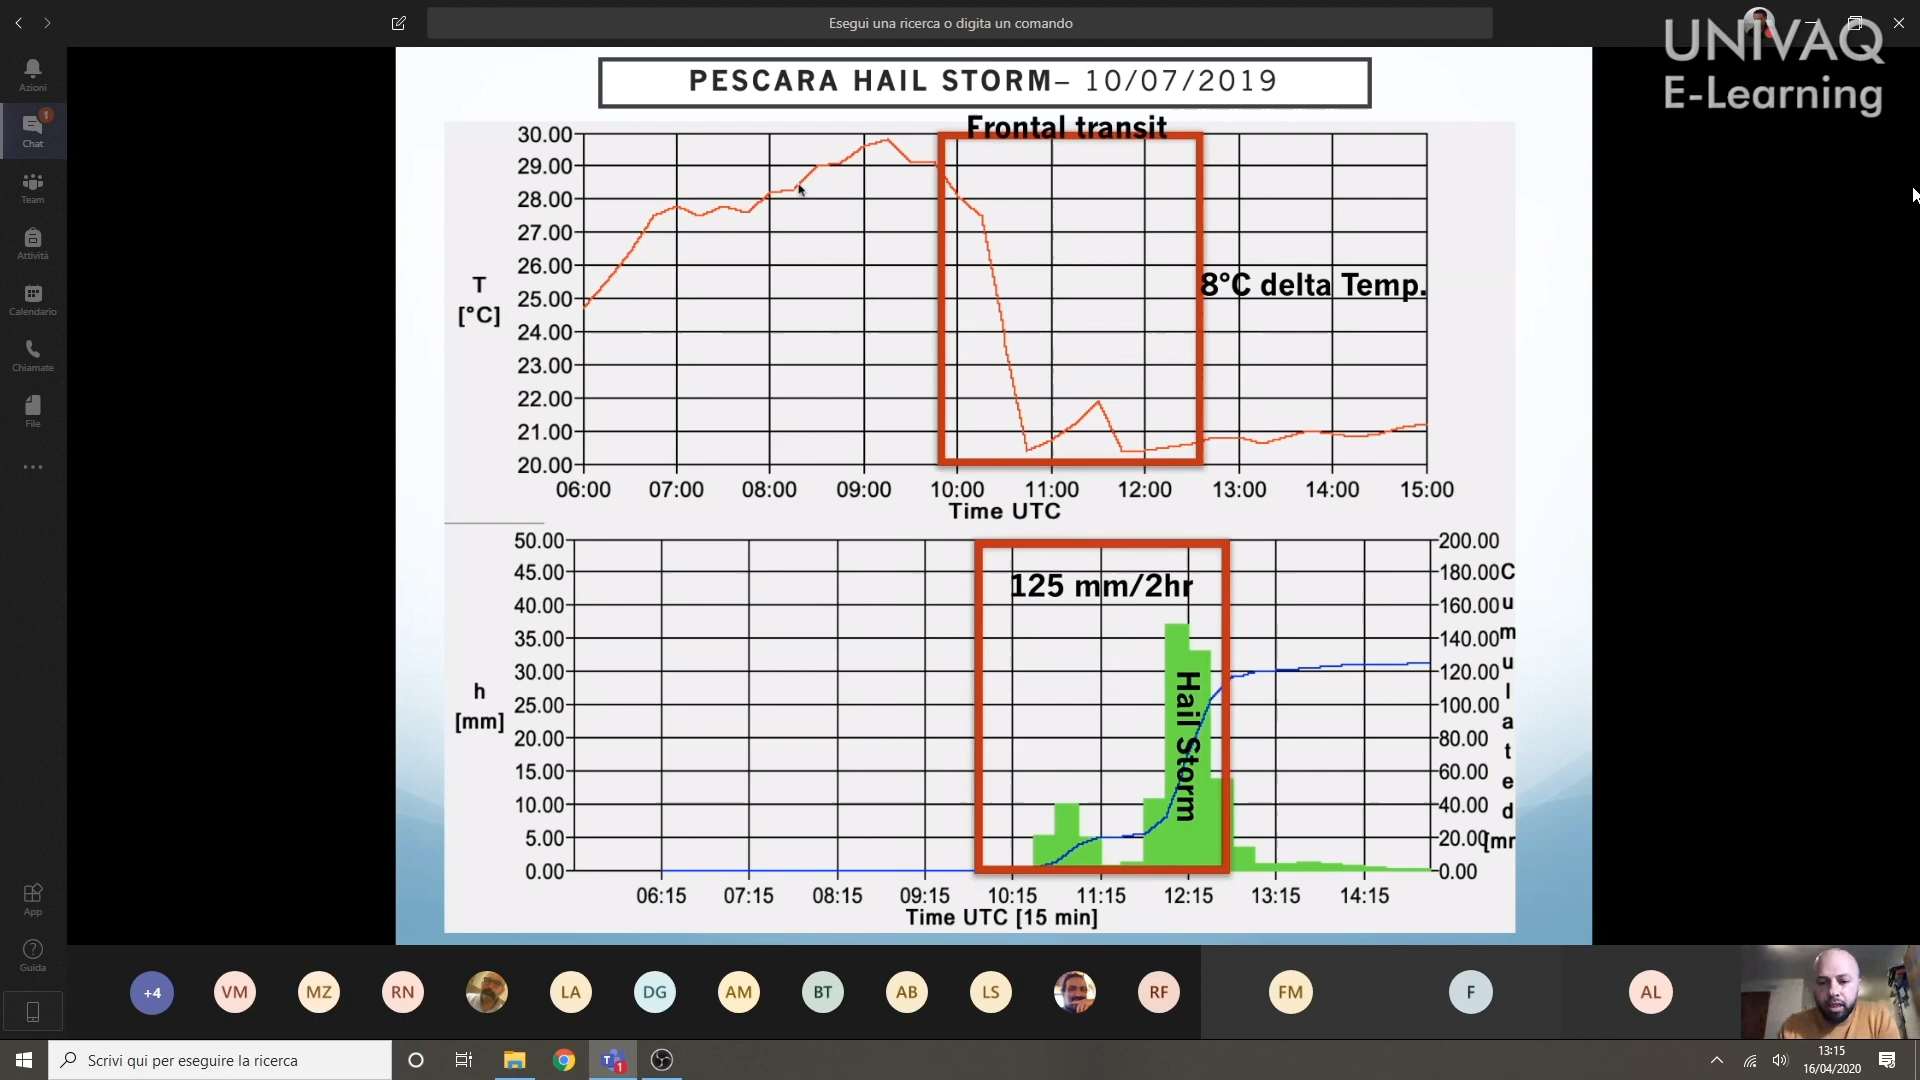 Esegui una ricerca o digita un comando
UNIVAQ
E-Learning
Azioni
1
Chat
Team
Attività
Calendario
Chiamate
File
App
Guida
PESCARA HAIL STORM– 10/07/2019
Frontal transit
30.00
29.00
28.00
27.00
26.00
25.00
24.00
23.00
22.00
21.00
20.00
T
[°C]
8°C delta Temp.
06:00 07:00 08:00 09:00 10:00 11:00 12:00 13:00 14:00 15:00
Time UTC
50.00
45.00
40.00
35.00
30.00
25.00
20.00
15.00
10.00
5.00
0.00
h
[mm]
125 mm/2hr
Hail Storm
200.00
180.00
160.00
140.00
120.00
100.00
80.00
60.00
40.00
20.00
0.00
Cumulated
[mr
06:15 07:15 08:15 09:15 10:15 11:15 12:15 13:15 14:15
Time UTC [15 min]
+4 VM MZ RN LA DG AM BT AB LS RF FM F AL
Scrivi qui per eseguire la ricerca
T 1
13:15
16/04/2020